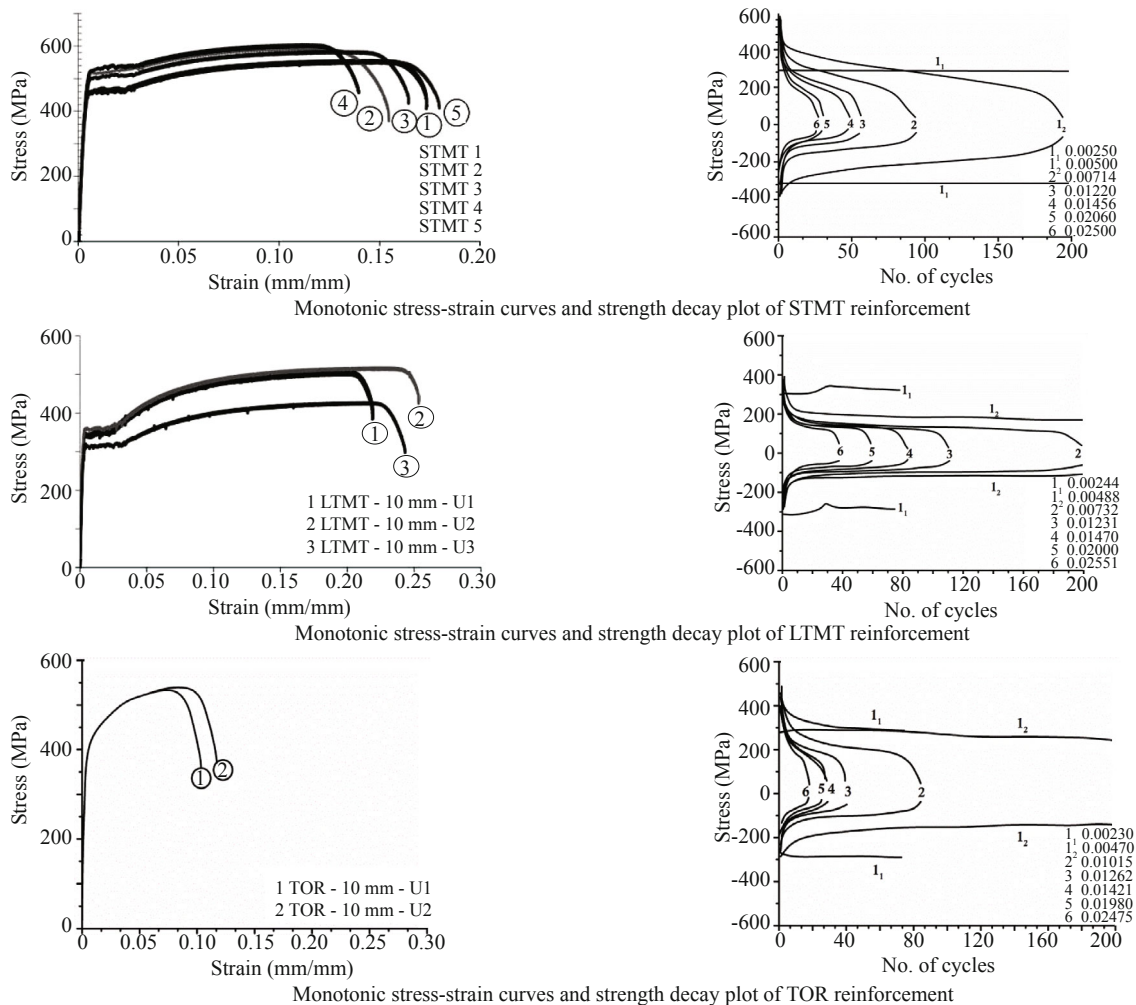 Stress (MPa)
600
400
200
0
0
0.05
0.10
0.15
0.20
4
2
3
1
5
STMT 1
STMT 2
STMT 3
STMT 4
STMT 5
Strain (mm/mm)
Stress (MPa)
600
400
200
0
-200
-400
-600
1₁
6 5 4 3 2 1₂
1₁
1₁ 0.00250
1₁ 0.00500
2² 0.00714
3 0.01220
4 0.01456
5 0.02060
6 0.02500
0 50 100 150 200
No. of cycles
Monotonic stress-strain curves and strength decay plot of STMT reinforcement
Stress (MPa)
600
400
200
0
1
2
3
1 LTMT - 10 mm - U1
2 LTMT - 10 mm - U2
3 LTMT - 10 mm - U3
0 0.05 0.10 0.15 0.20 0.30
Strain (mm/mm)
Stress (MPa)
600
400
200
0
-200
-400
-600
1₁
1₂
6 5 4 3 2
1₂
1₁
1₁ 0.00244
1₁ 0.00488
2² 0.00732
3 0.01231
4 0.01470
5 0.02000
6 0.02551
0 40 80 120 160 200
No. of cycles
Monotonic stress-strain curves and strength decay plot of LTMT reinforcement
Stress (MPa)
600
400
200
0
1 2
1 TOR - 10 mm - U1
2 TOR - 10 mm - U2
0 0.05 0.10 0.15 0.20 0.30
Strain (mm/mm)
Stress (MPa)
600
400
200
0
-200
-400
-600
1₁
1₂
6 5 4 3 2
1₂
1₁
1₁ 0.00230
1₁ 0.00470
2² 0.01015
3 0.01262
4 0.01421
5 0.01980
6 0.02475
0 40 80 120 160 200
No. of cycles
Monotonic stress-strain curves and strength decay plot of TOR reinforcement